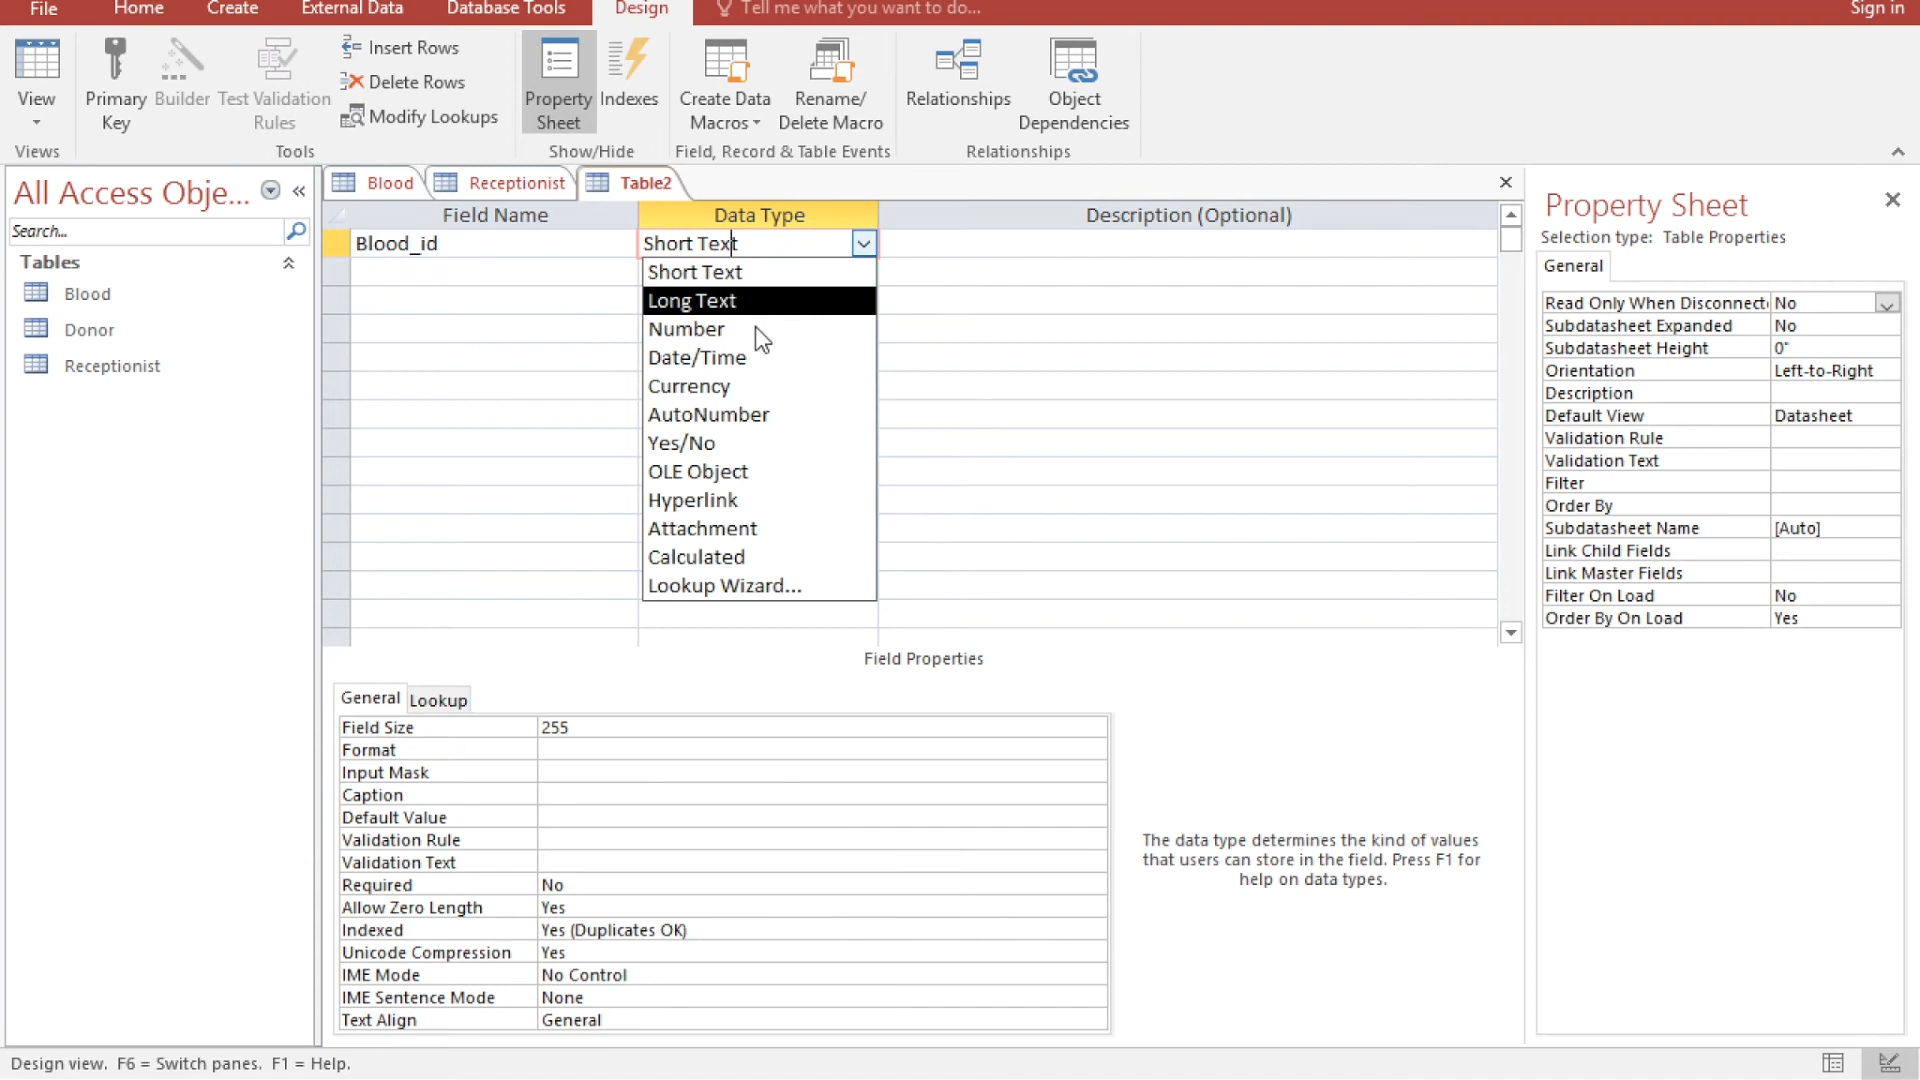 File Home Create External Data Database Tools Design Tell me what you want to do... Sign in
View
Primary Key
Builder
Test Validation Rules
Insert Rows
Delete Rows
Modify Lookups
Property Sheet
Indexes
Create Data Macros
Rename/ Delete Macro
Relationships
Object Dependencies
Views Tools Show/Hide Field, Record & Table Events Relationships
All Access Obje...
Search...
Tables
Blood
Donor
Receptionist
Blood Receptionist Table2
Field Name Data Type Description (Optional)
Blood_id Short Text
Short Text
Long Text
Number
Date/Time
Currency
AutoNumber
Yes/No
OLE Object
Hyperlink
Attachment
Calculated
Lookup Wizard...
Field Properties
General Lookup
Field Size 255
Format
Input Mask
Caption
Default Value
Validation Rule
Validation Text
Required No
Allow Zero Length Yes
Indexed Yes (Duplicates OK)
Unicode Compression Yes
IME Mode No Control
IME Sentence Mode None
Text Align General
The data type determines the kind of values
that users can store in the field. Press F1 for
help on data types.
Property Sheet
Selection type: Table Properties
General
Read Only When Disconnect No
Subdatasheet Expanded No
Subdatasheet Height 0"
Orientation Left-to-Right
Description
Default View Datasheet
Validation Rule
Validation Text
Filter
Order By
Subdatasheet Name [Auto]
Link Child Fields
Link Master Fields
Filter On Load No
Order By On Load Yes
Design view. F6 = Switch panes. F1 = Help.